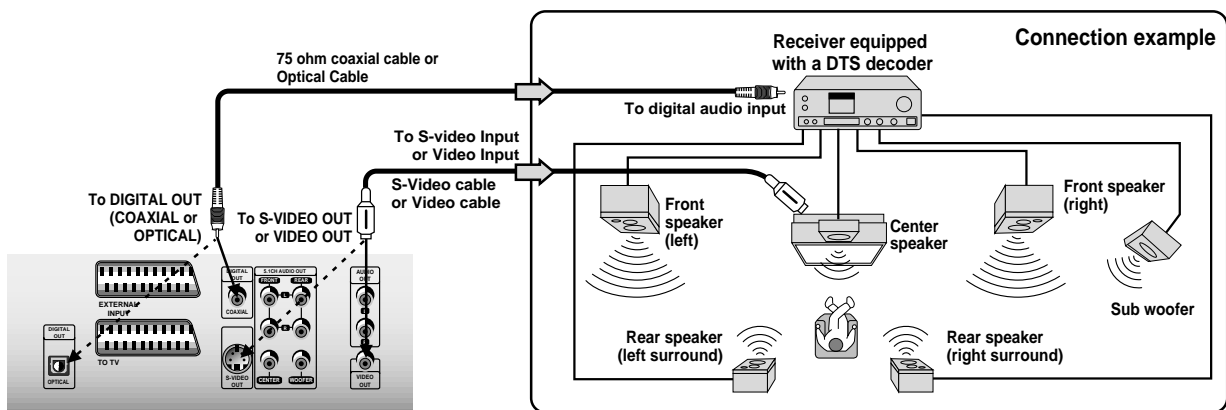 Connection example
Receiver equipped
with a DTS decoder
75 ohm coaxial cable or
Optical Cable
To digital audio input
To S-video Input
or Video Input
S-Video cable
or Video cable
To DIGITAL OUT
(COAXIAL or
OPTICAL)
To S-VIDEO OUT
or VIDEO OUT
Front
speaker
(left)
Center
speaker
Front speaker
(right)
Sub woofer
Rear speaker
(left surround)
Rear speaker
(right surround)
EXTERNAL
INPUT
TO TV
DIGITAL
OUT
OPTICAL
DIGITAL
OUT
COAXIAL
S-VIDEO
OUT
5.1CH AUDIO OUT
FRONT
REAR
L
R
CENTER
WOOFER
AUDIO
OUT
VIDEO
OUT